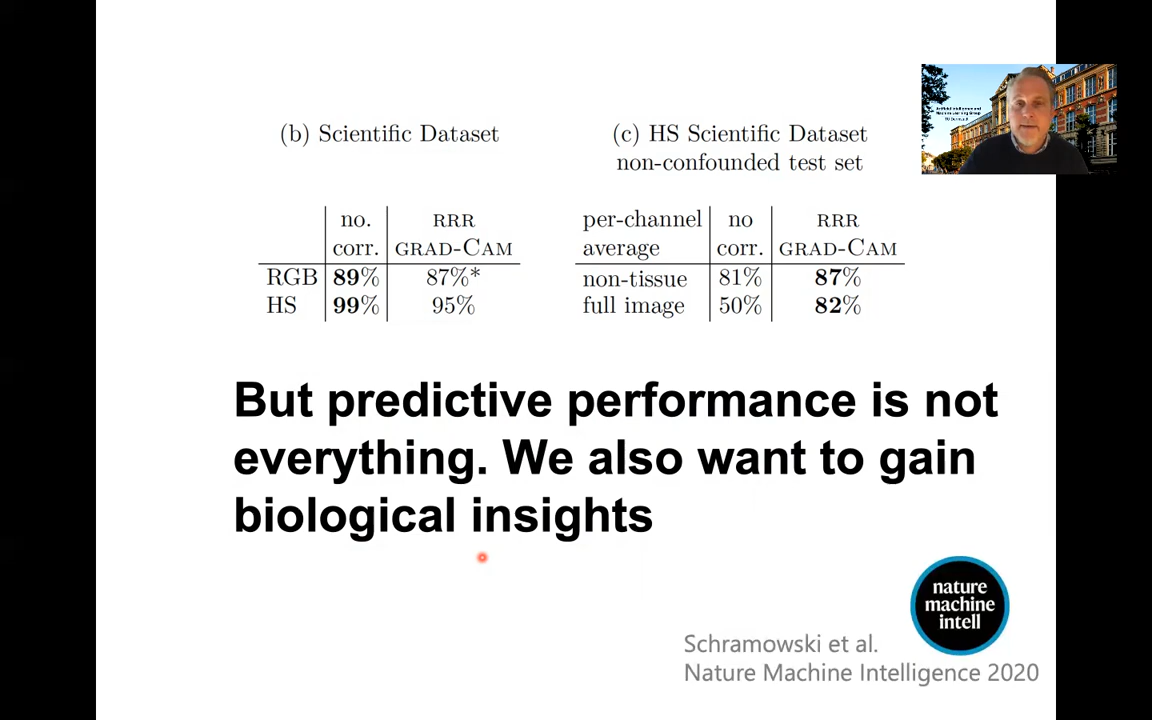 (b) Scientific Dataset
no. RRR
corr. GRAD-CAM
RGB 89% 87%*
HS 99% 95%
(c) HS Scientific Dataset
non-confounded test set
per-channel no RRR
average corr. GRAD-CAM
non-tissue 81% 87%
full image 50% 82%
But predictive performance is not
everything. We also want to gain
biological insights
nature
machine
intell
Schramowski et al.
Nature Machine Intelligence 2020